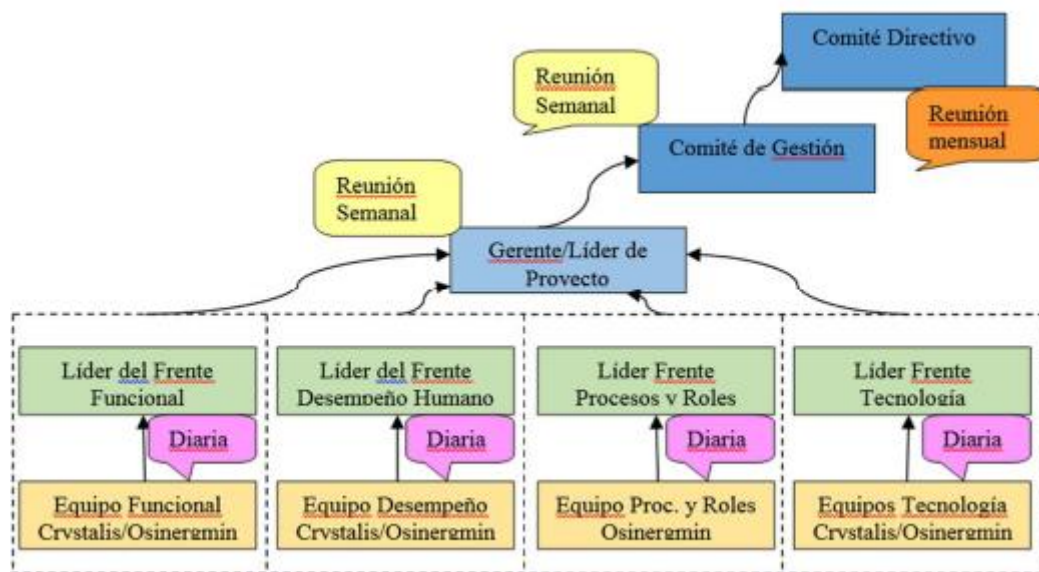 Comité Directivo
Reunión
Semanal
Reunión
mensual
Comité de Gestión
Reunión
Semanal
Gerente/Líder de
Proyecto
Líder del Frente
Funcional
Líder del Frente
Desempeño Humano
Líder Frente
Procesos y Roles
Líder Frente
Tecnología
Diaria
Diaria
Diaria
Diaria
Equipo Funcional
Crystalis/Osinergmin
Equipo Desempeño
Crystalis/Osinergmin
Equipo Proc. y Roles
Osinergmin
Equipos Tecnología
Crystalis/Osinergmin